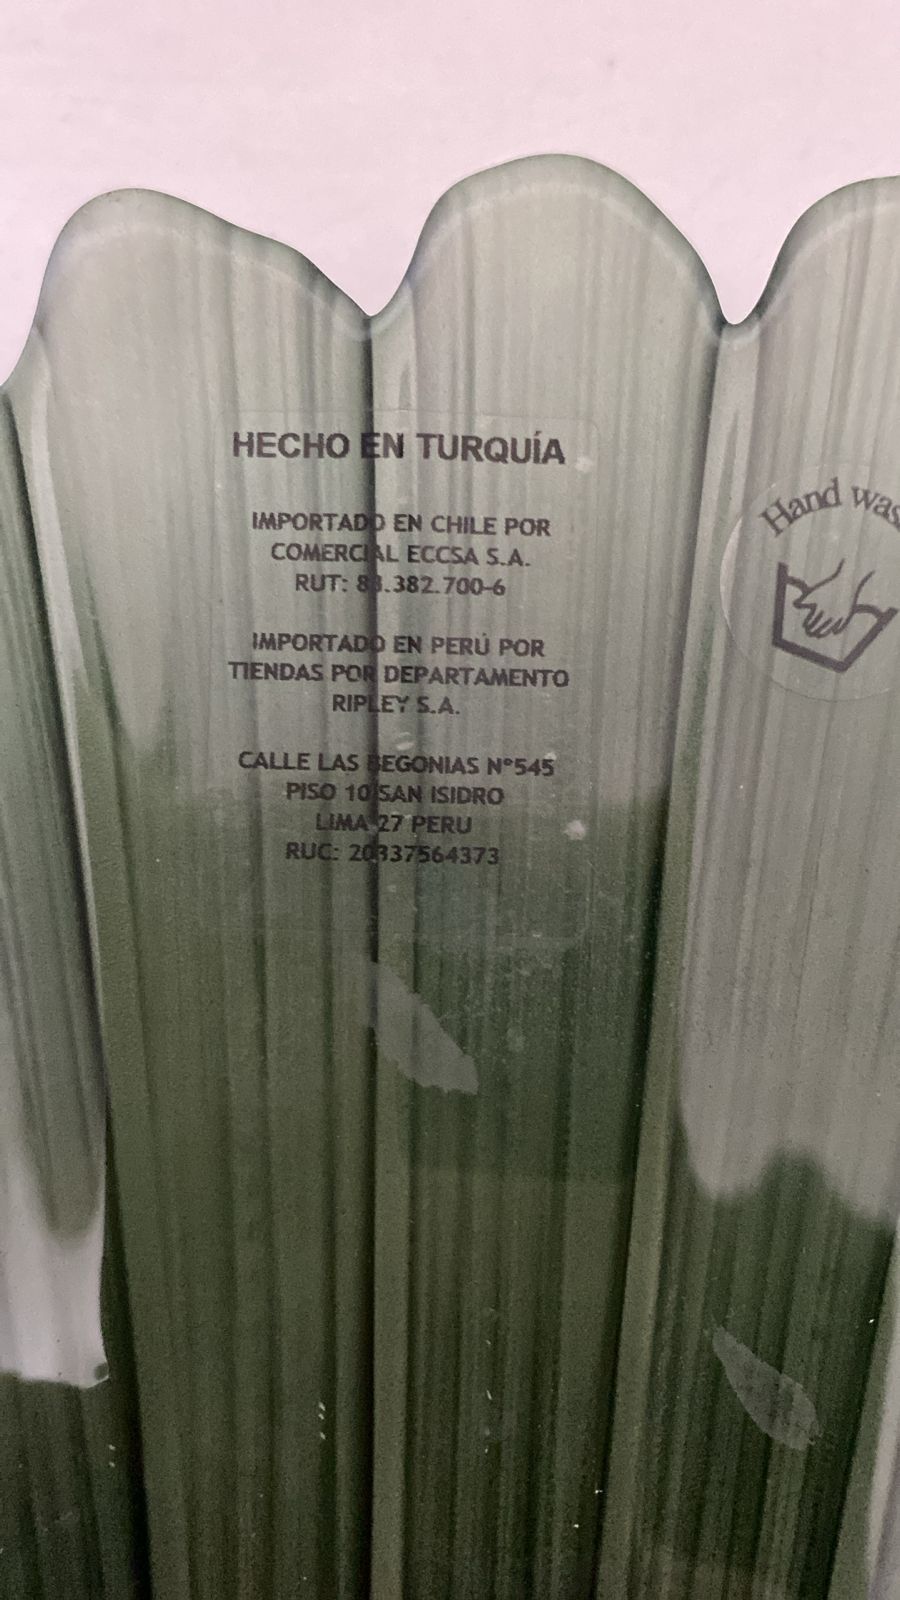 HECHO EN TURQUÍA
IMPORTADO EN CHILE POR
COMERCIAL ECCSA S.A.
RUT: 83.382.700-6
IMPORTADO EN PERÚ POR
TIENDAS POR DEPARTAMENTO
RIPLEY S.A.
CALLE LAS BEGONIAS N°545
PISO 10 SAN ISIDRO
LIMA 27 PERU
RUC: 20337564373
Hand was